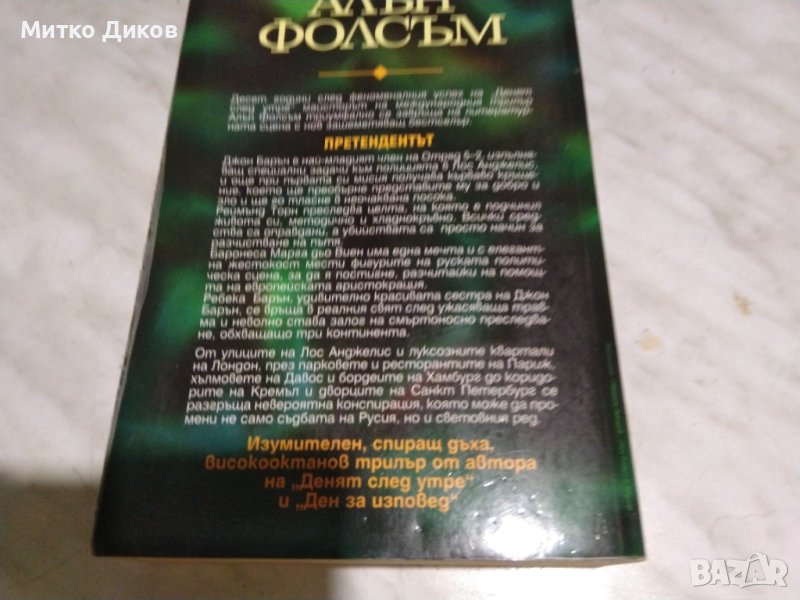 Митко Диков
АЛЪН
ФОЛСЪМ
Десет години след феноменалния успех на „Денят
след утре“ магистърът на международния трилър
Алън Фолсъм триумфално се завръща на литератур-
ната сцена с нов зашеметяващ бестселър.
ПРЕТЕНДЕНТЪТ
Джон Барън е най-младият член на Отряд 5-2, изпълня-
ващ специални задачи към полицията в Лос Анджелис,
и още при първата си мисия получава кърваво кръще-
ние, което ще преобърне представите му за добро и
зло и ще го тласне в неочаквана посока.
Реймънд Торн преследва целта, на която е подчинил
живота си, методично и хладнокръвно. Всички сред-
ства са оправдани, а убийствата са просто начин за
разчистване на пътя.
Баронеса Марга дьо Виен има една мечта и с елегант-
на жестокост мести фигурите на руската полити-
ческа сцена, за да я постигне, разчитайки на помощ-
та на европейската аристокрация.
Ребека Барън, удивително красивата сестра на Джон
Барън, се връща в реалния свят след ужасяваща трав-
ма и неволно става залог на смъртоносно преследва-
не, обхващащо три континента.
От улиците на Лос Анджелис и луксозните квартали
на Лондон, през парковете и ресторантите на Париж,
хълмовете на Давос и бордеите на Хамбург до коридо-
рите на Кремъл и дворците на Санкт Петербург се
разгръща невероятна конспирация, която може да про-
мени не само съдбата на Русия, но и световния ред.
Изумителен, спиращ дъха,
високооктанов трилър от автора
на „Денят след утре“
и „Ден за изповед“
BAZAR